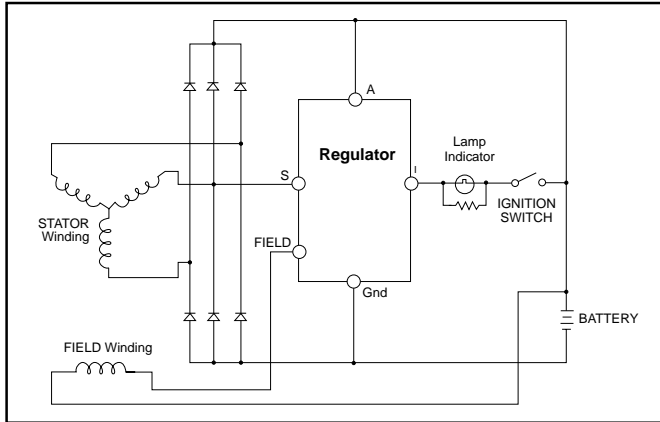 A
Regulator
Lamp
Indicator
S
I
IGNITION
SWITCH
STATOR
Winding
FIELD
Gnd
BATTERY
FIELD Winding